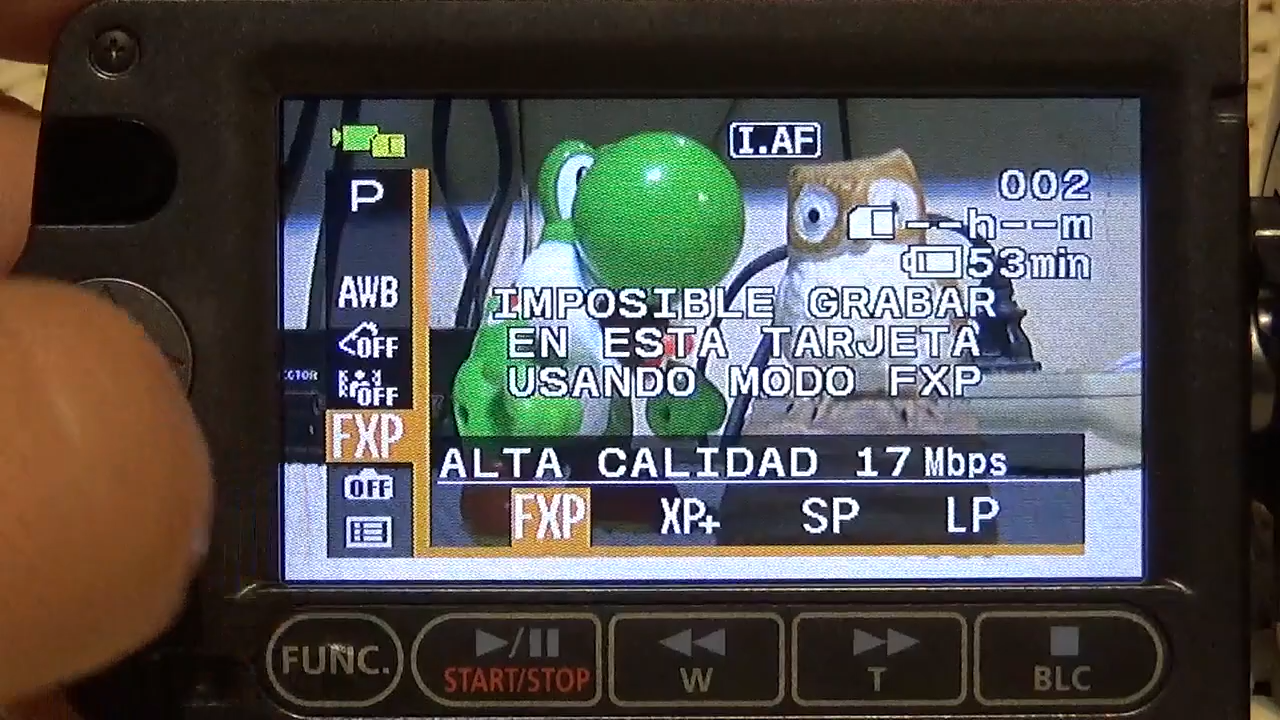 I.AF
P
002
--h--m
53min
AWB
OFF
OFF
IMPOSIBLE GRABAR
EN ESTA TARJETA
USANDO MODO FXP
FXP
ALTA CALIDAD 17 Mbps
OFF
FXP XP+ SP LP
FUNC.
START/STOP
W
T
BLC